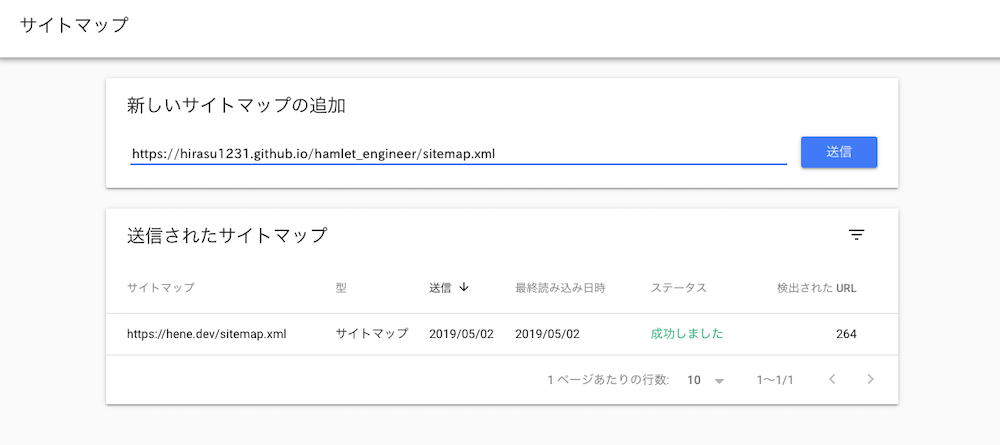 サイトマップ
新しいサイトマップの追加
https://hirasu1231.github.io/hamlet_engineer/sitemap.xml
送信
送信されたサイトマップ
サイトマップ 型 送信 最終読み込み日時 ステータス 検出された URL
https://hene.dev/sitemap.xml サイトマップ 2019/05/02 2019/05/02 成功しました 264
1 ページあたりの行数: 10 1～1/1